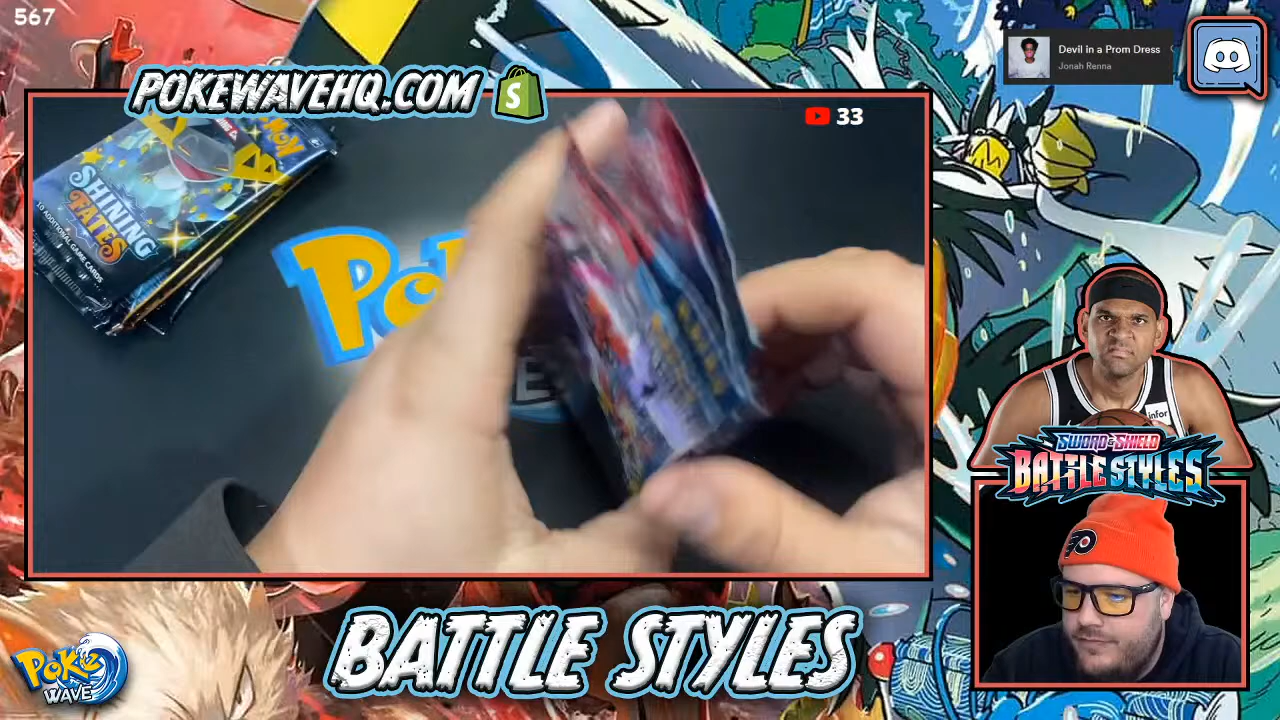 567
Devil in a Prom Dress
Jonah Renna
POKEWAVEHQ.COM
33
SHINING
FATES
10 ADDITIONAL GAME CARDS
infor
SWORD & SHIELD
BATTLE STYLES
BATTLE STYLES
POKE
WAVE